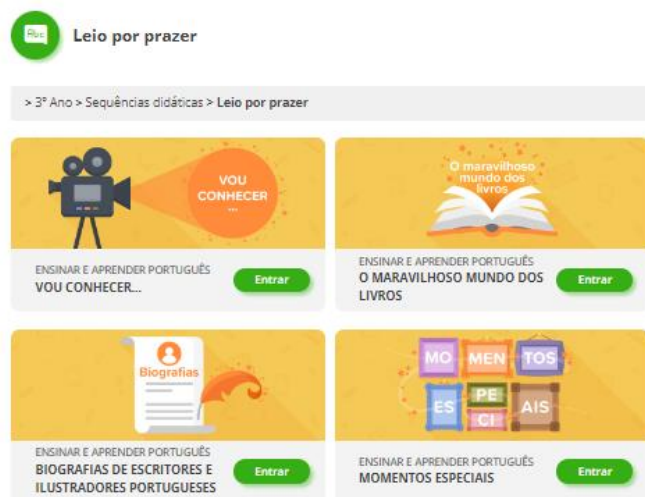 Abc
Leio por prazer
> 3º Ano > Sequências didáticas > Leio por prazer
VOU
CONHECER
...
ENSINAR E APRENDER PORTUGUÊS
VOU CONHECER...
Entrar
O maravilhoso
mundo dos
livros
ENSINAR E APRENDER PORTUGUÊS
O MARAVILHOSO MUNDO DOS
LIVROS
Entrar
Biografias
ENSINAR E APRENDER PORTUGUÊS
BIOGRAFIAS DE ESCRITORES E
ILUSTRADORES PORTUGUESES
Entrar
MO MEN TOS
ES PE CI AIS
ENSINAR E APRENDER PORTUGUÊS
MOMENTOS ESPECIAIS
Entrar